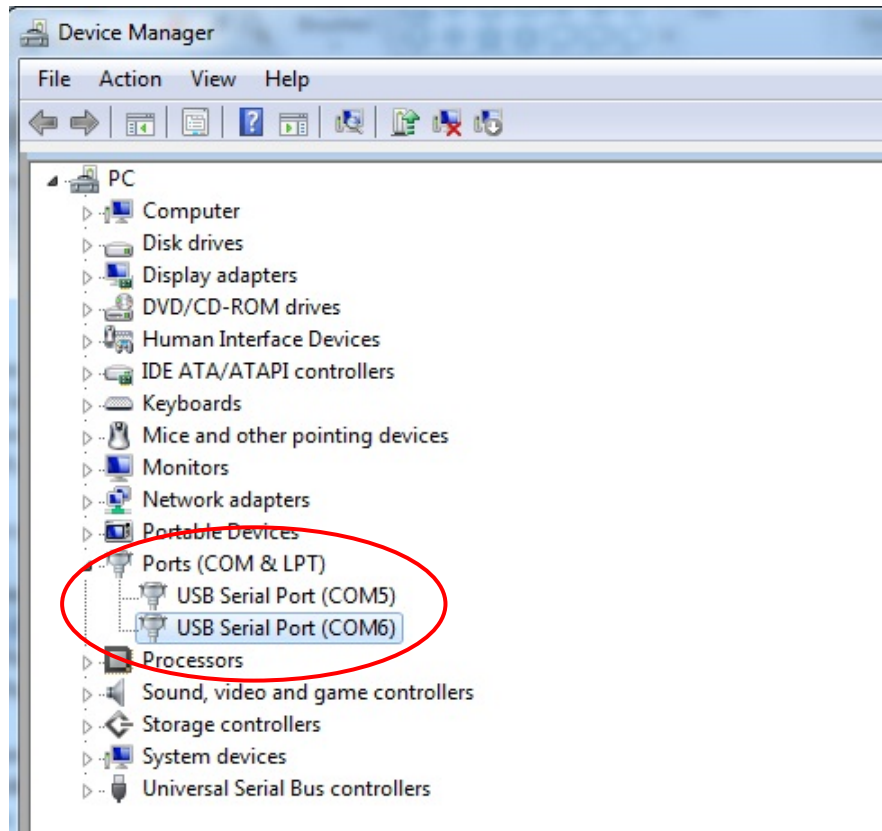 Device Manager
File Action View Help
PC
Computer
Disk drives
Display adapters
DVD/CD-ROM drives
Human Interface Devices
IDE ATA/ATAPI controllers
Keyboards
Mice and other pointing devices
Monitors
Network adapters
Portable Devices
Ports (COM & LPT)
USB Serial Port (COM5)
USB Serial Port (COM6)
Processors
Sound, video and game controllers
Storage controllers
System devices
Universal Serial Bus controllers